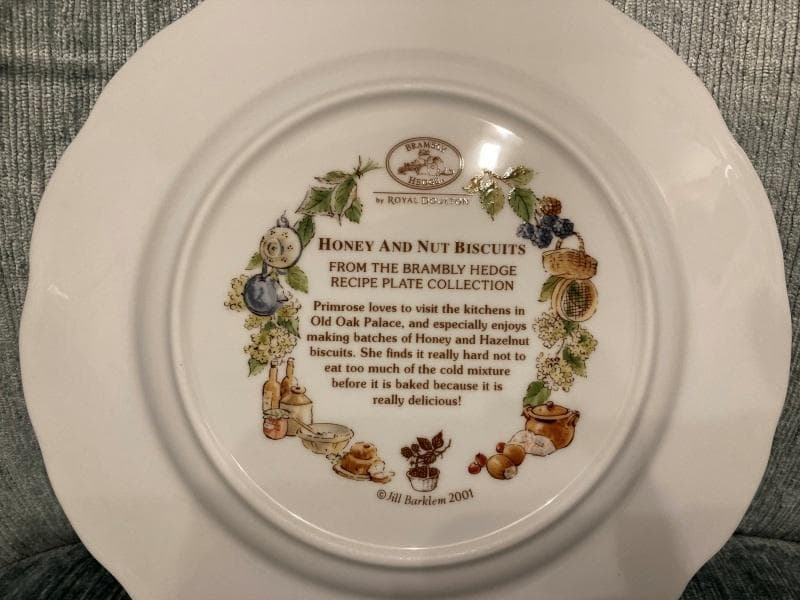 BRAMBLY
HEDGE
by ROYAL DOULTON
HONEY AND NUT BISCUITS
FROM THE BRAMBLY HEDGE
RECIPE PLATE COLLECTION
Primrose loves to visit the kitchens in
Old Oak Palace, and especially enjoys
making batches of Honey and Hazelnut
biscuits. She finds it really hard not to
eat too much of the cold mixture
before it is baked because it is
really delicious!
©Jill Barklem 2001